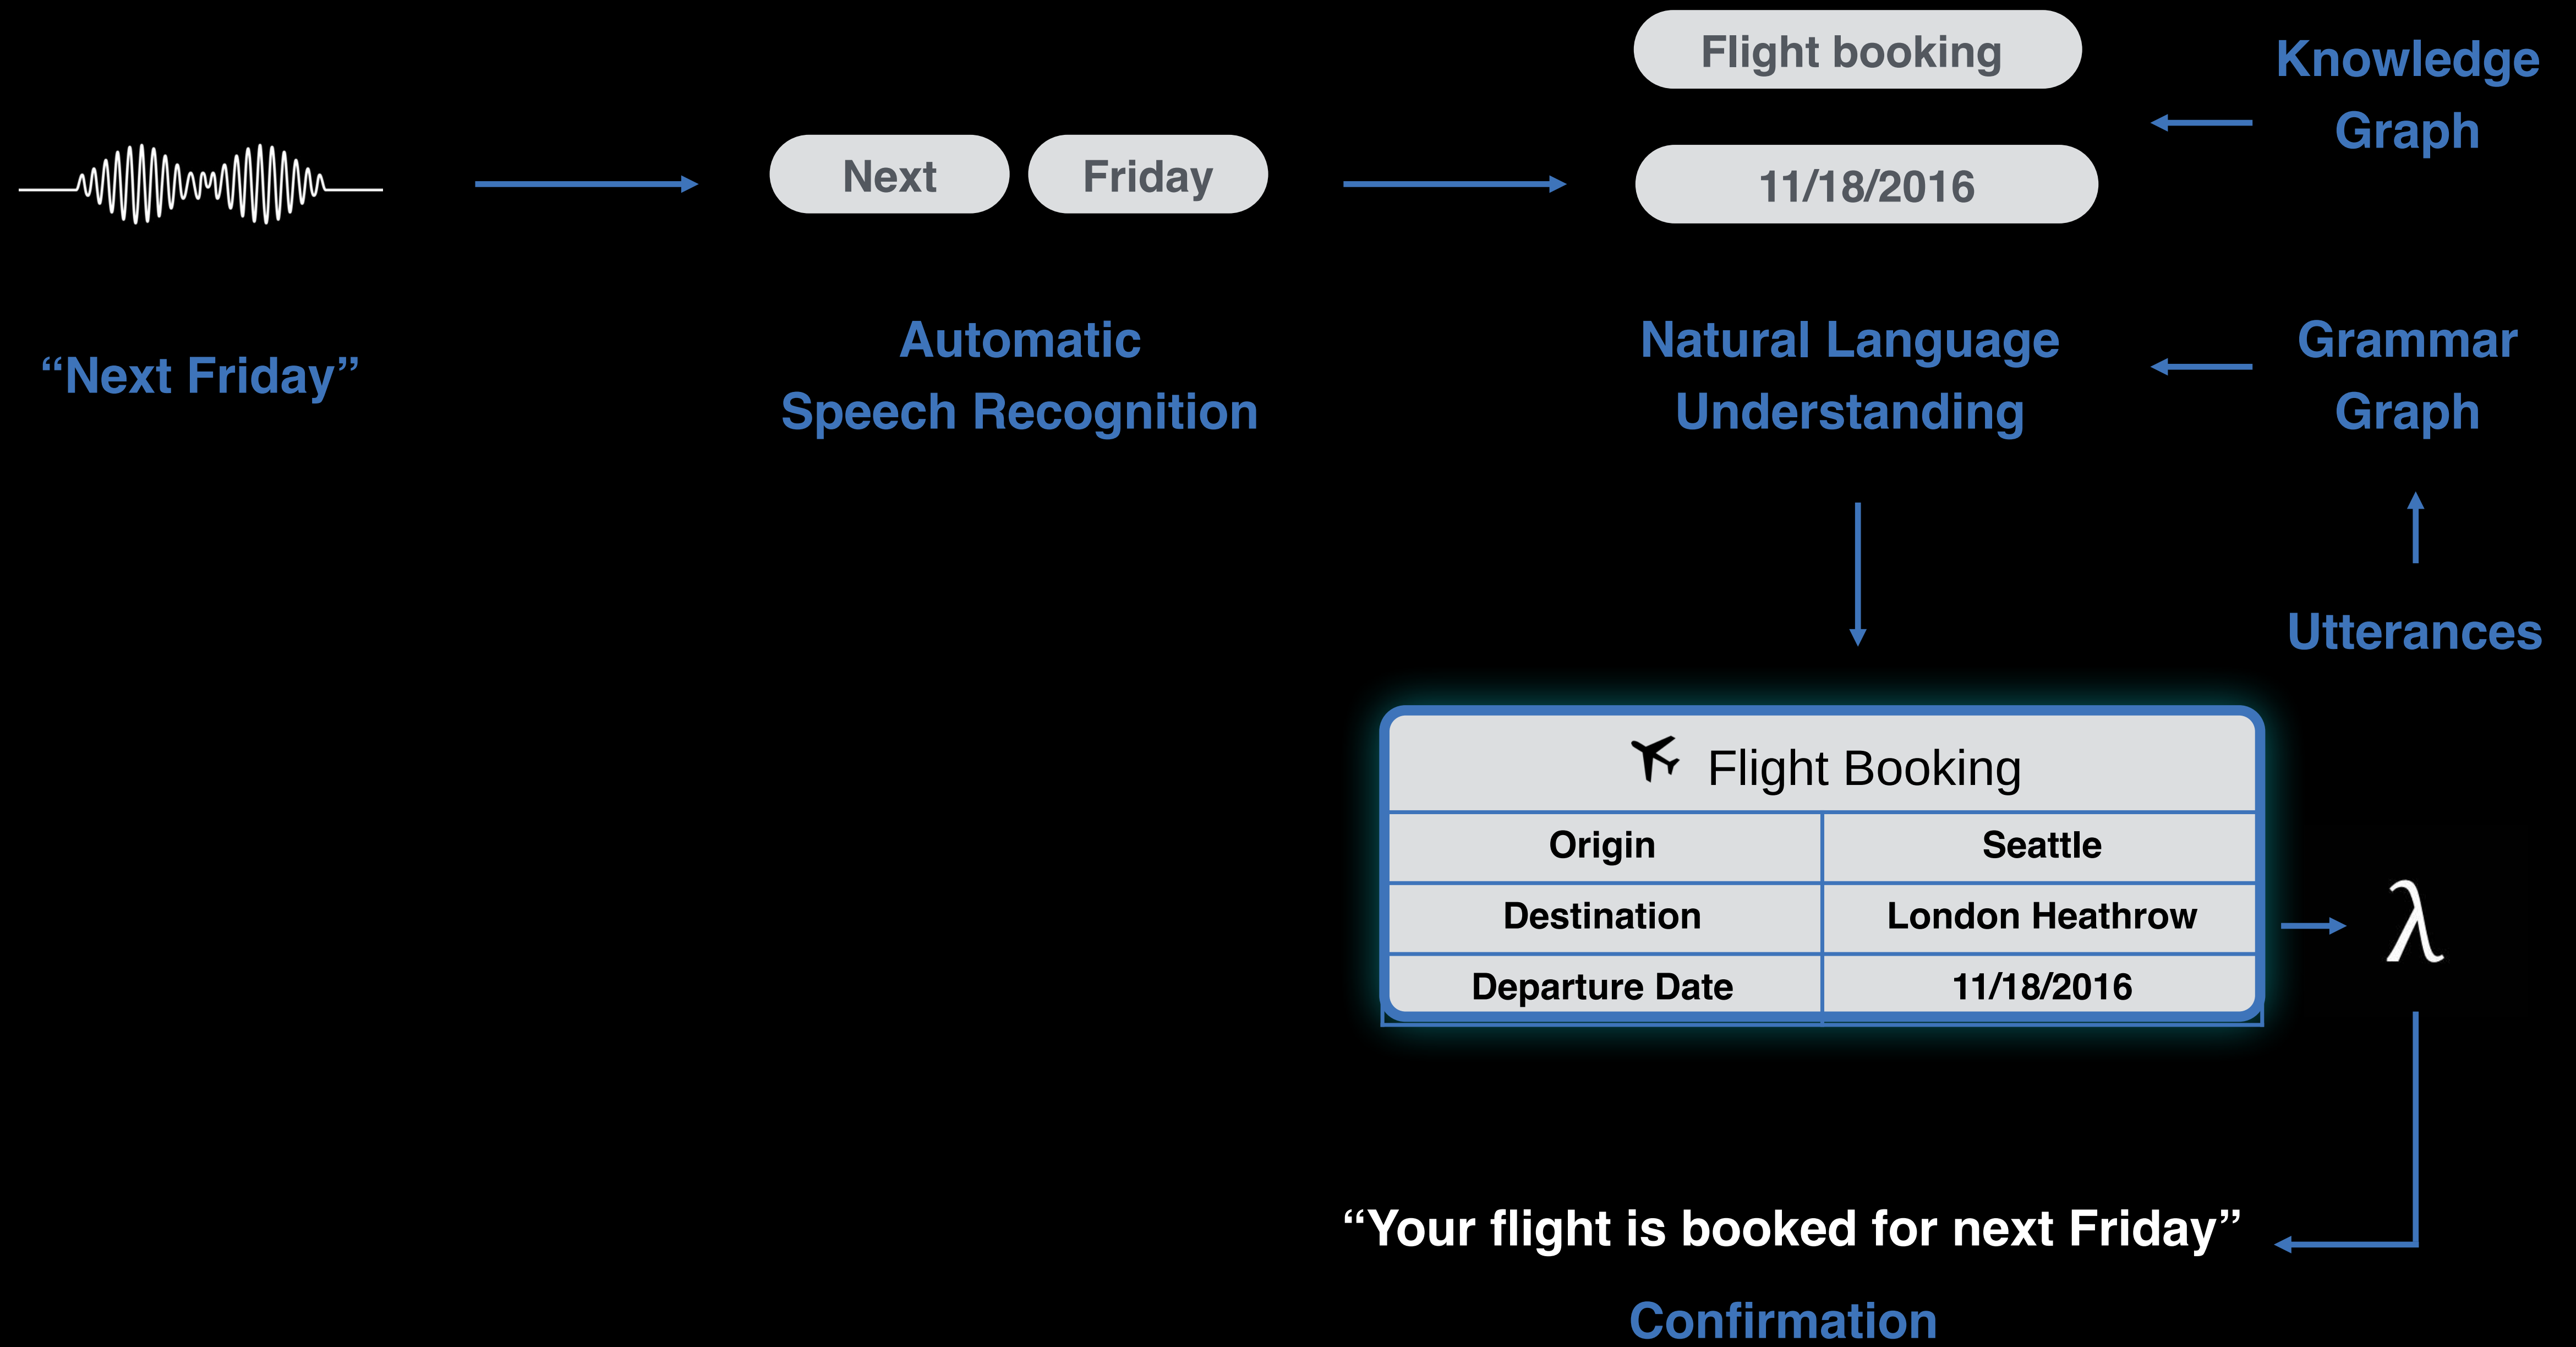 “Next Friday”
Next
Friday
Automatic
Speech Recognition
Flight booking
11/18/2016
Natural Language
Understanding
Knowledge
Graph
Grammar
Graph
Utterances
Flight Booking
Origin Seattle
Destination London Heathrow
Departure Date 11/18/2016
λ
“Your flight is booked for next Friday”
Confirmation